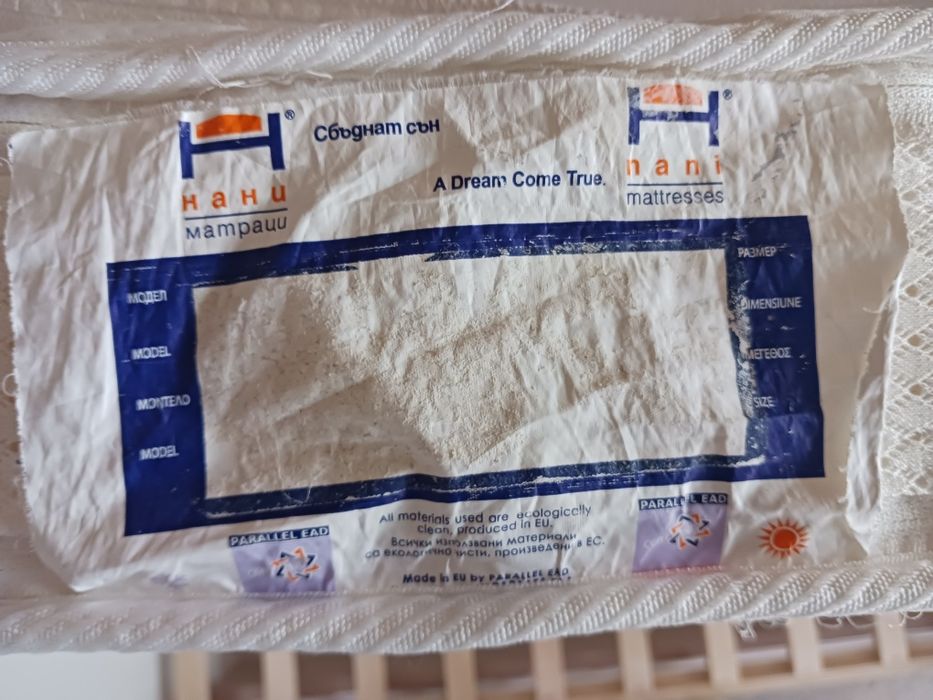 Сбъднат сън
нани
матраци
A Dream Come True.
nani
mattresses
МОДЕЛ
MODEL
ΜΟΝΤΕΛΟ
MODEL
РАЗМЕР
DIMENSIUNE
ΜΕΓΕΘΟΣ
SIZE
PARALLEL EAD
All materials used are ecologically
clean, produced in EU.
Всички използвани материали
са екологично чисти, произведени в ЕС.
Made in EU by PARALLEL EAD
PARALLEL EAD